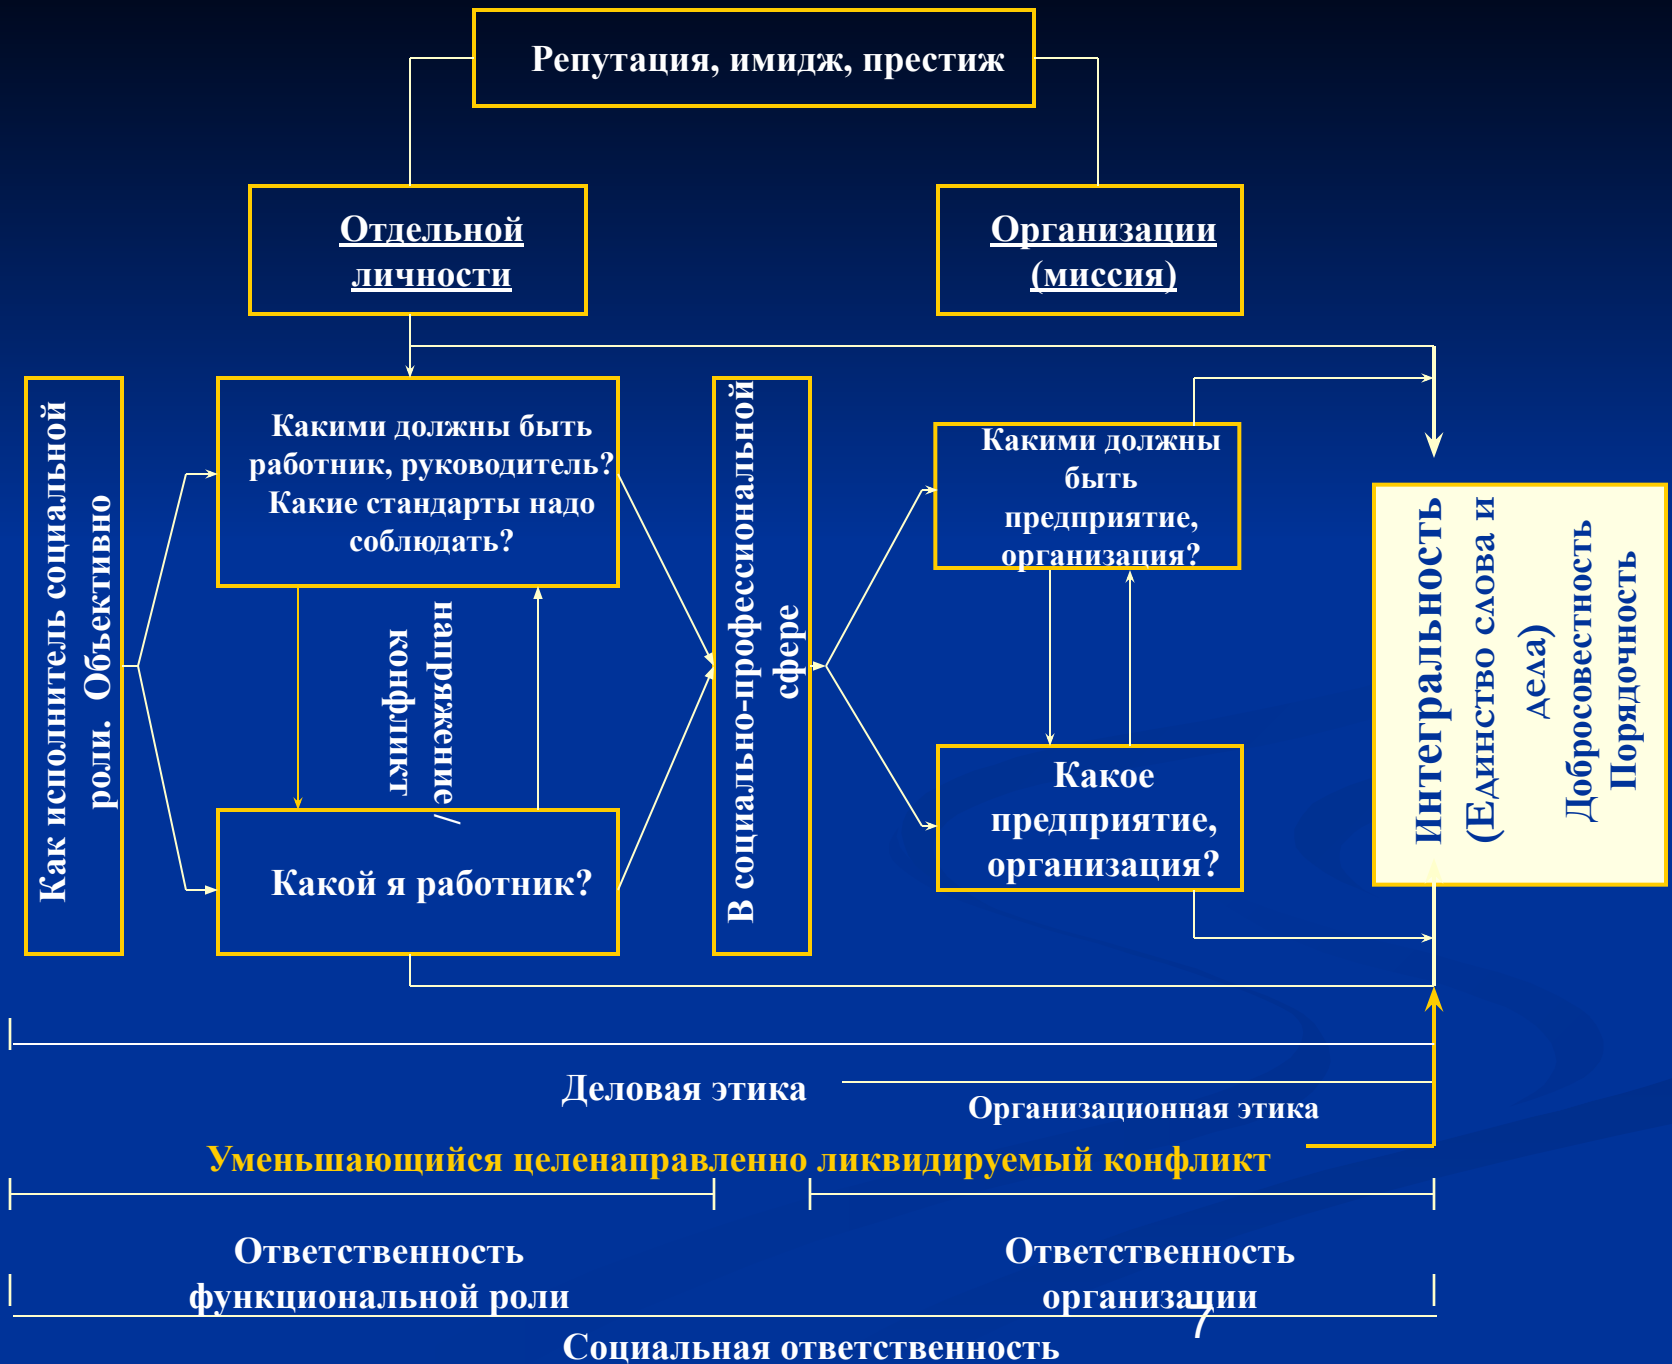 Репутация, имидж, престиж
Отдельной
личности
Организации
(миссия)
Как исполнитель социальной
роли. Объективно
Какими должны быть
работник, руководитель?
Какие стандарты надо
соблюдать?
напряжение /
конфликт
Какой я работник?
В социально-профессиональной
сфере
Какими должны
быть
предприятие,
организация?
Какое
предприятие,
организация?
Интегральность
(Единство слова и
дела)
Добросовестность
Порядочность
Деловая этика
Организационная этика
Уменьшающийся целенаправленно ликвидируемый конфликт
Ответственность
функциональной роли
Ответственность
организации
7
Социальная ответственность